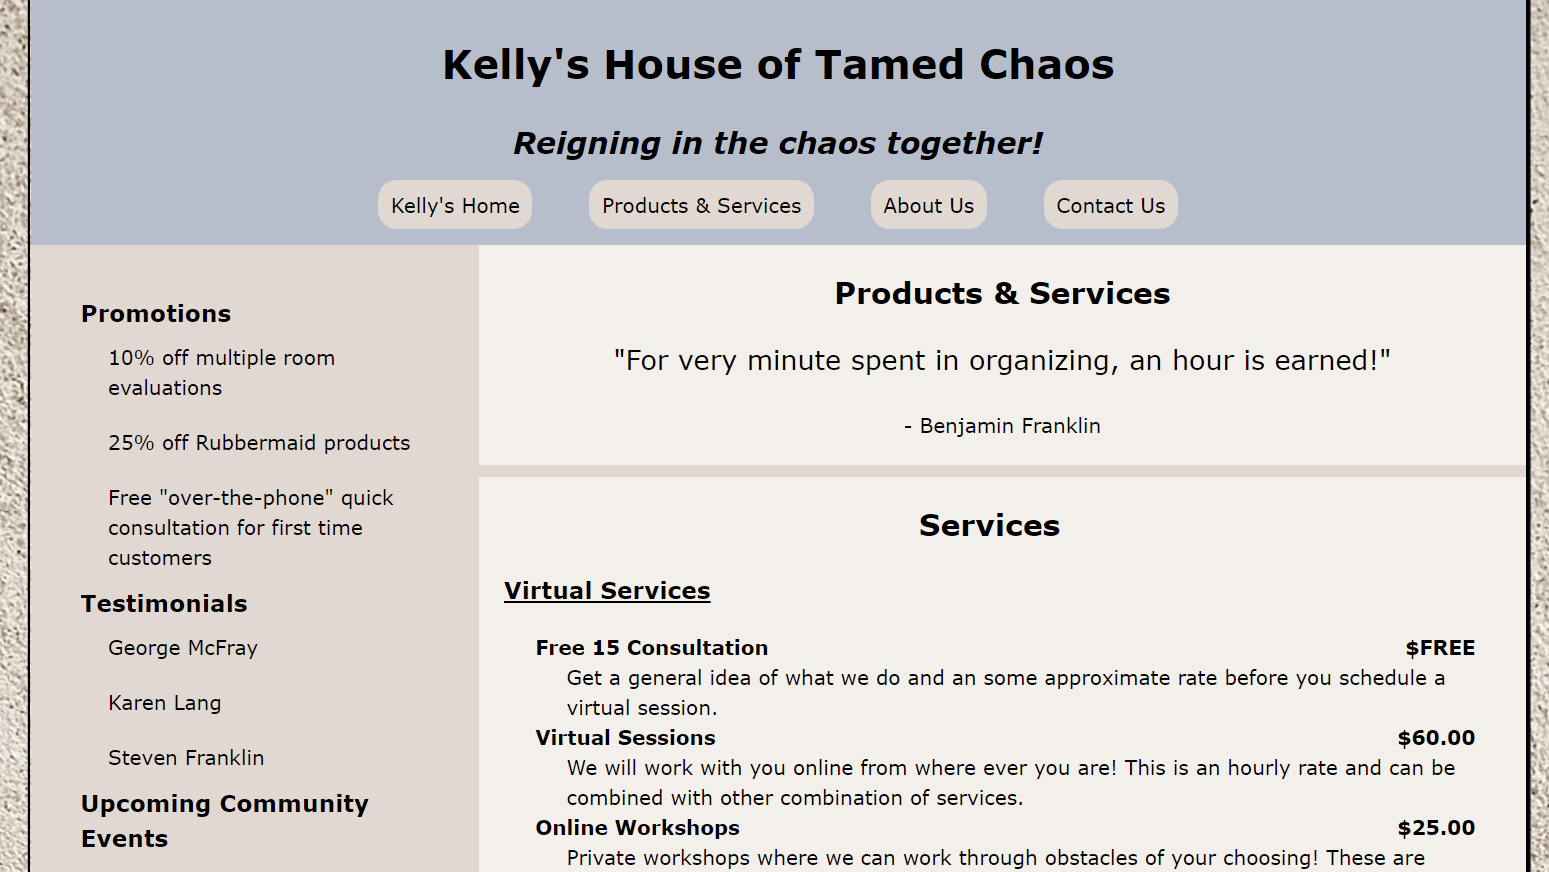 Kelly's House of Tamed Chaos
Reigning in the chaos together!
Kelly's Home
Products & Services
About Us
Contact Us
Promotions
10% off multiple room
evaluations
25% off Rubbermaid products
Free "over-the-phone" quick
consultation for first time
customers
Testimonials
George McFray
Karen Lang
Steven Franklin
Upcoming Community
Events
Products & Services
"For very minute spent in organizing, an hour is earned!"
- Benjamin Franklin
Services
Virtual Services
Free 15 Consultation $FREE
Get a general idea of what we do and an some approximate rate before you schedule a
virtual session.
Virtual Sessions $60.00
We will work with you online from where ever you are! This is an hourly rate and can be
combined with other combination of services.
Online Workshops $25.00
Private workshops where we can work through obstacles of your choosing! These are